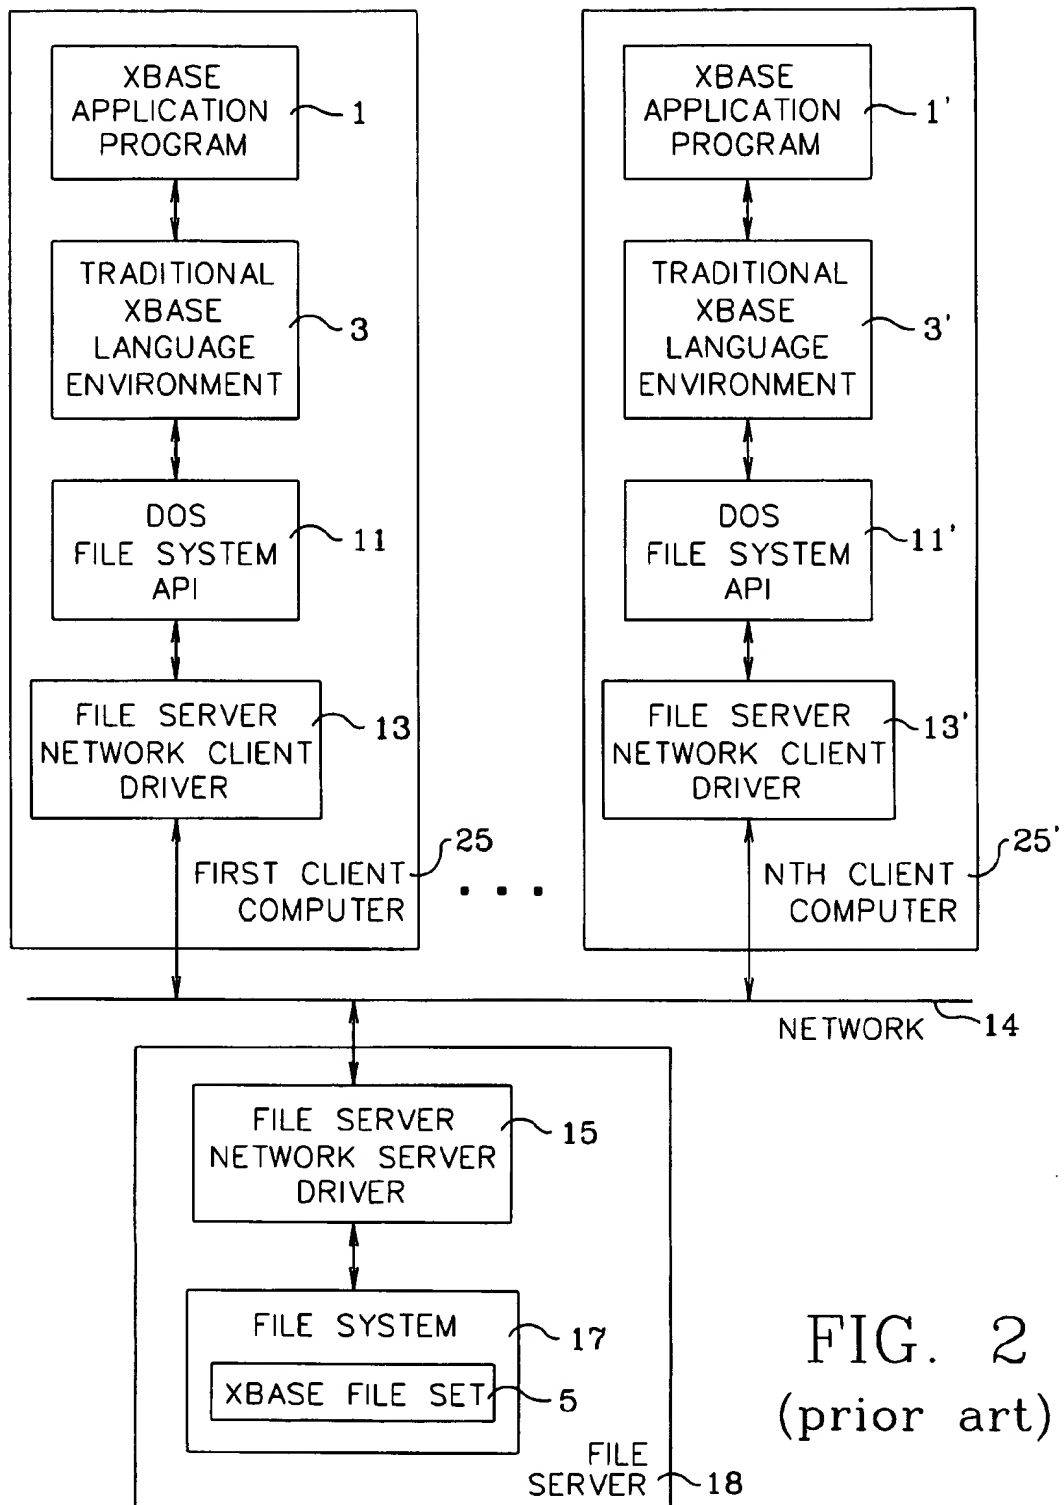 XBASE
APPLICATION
PROGRAM
1
TRADITIONAL
XBASE
LANGUAGE
ENVIRONMENT
3
DOS
FILE SYSTEM
API
11
FILE SERVER
NETWORK CLIENT
DRIVER
13
FIRST CLIENT
COMPUTER
25
. . .
XBASE
APPLICATION
PROGRAM
1'
TRADITIONAL
XBASE
LANGUAGE
ENVIRONMENT
3'
DOS
FILE SYSTEM
API
11'
FILE SERVER
NETWORK CLIENT
DRIVER
13'
NTH CLIENT
COMPUTER
25'
NETWORK
14
FILE SERVER
NETWORK SERVER
DRIVER
15
FILE SYSTEM
17
XBASE FILE SET
5
FILE
SERVER
18
FIG. 2
(prior art)